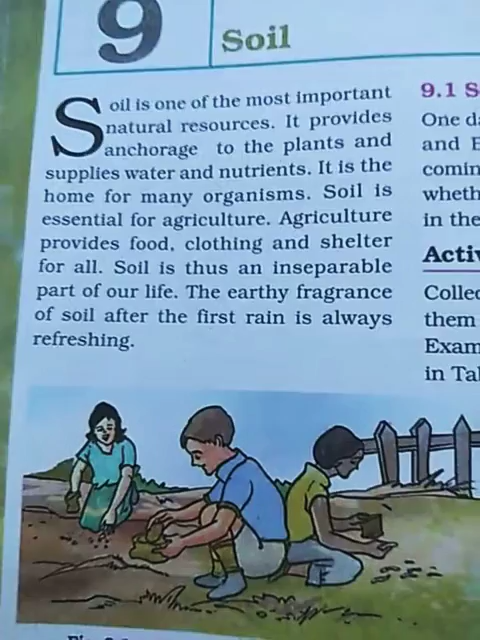 9
Soil
Soil is one of the most important
natural resources. It provides
anchorage to the plants and
supplies water and nutrients. It is the
home for many organisms. Soil is
essential for agriculture. Agriculture
provides food, clothing and shelter
for all. Soil is thus an inseparable
part of our life. The earthy fragrance
of soil after the first rain is always
refreshing.
9.1 S
One d
and
comin
wheth
in the
Activ
Collec
them
Exam
in Ta